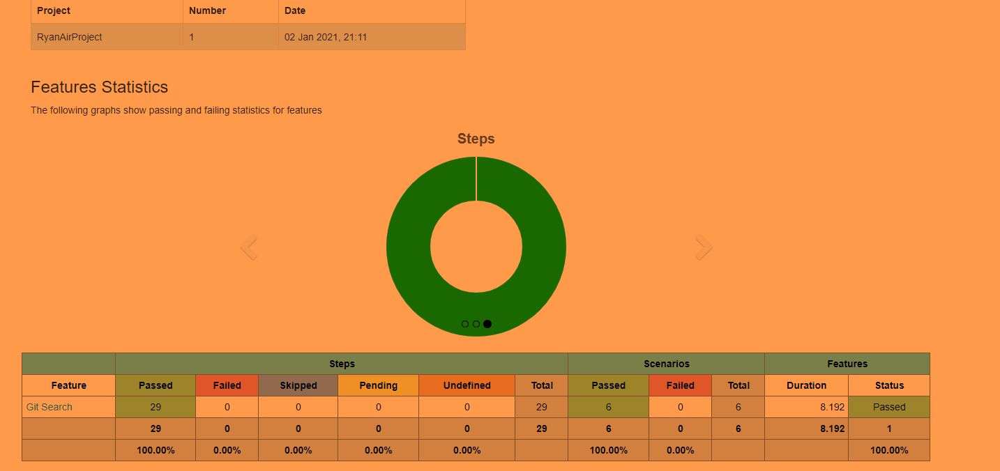 Project Number Date
RyanAirProject 1 02 Jan 2021, 21:11
Features Statistics
The following graphs show passing and failing statistics for features
Steps
Steps Scenarios Features
Feature Passed Failed Skipped Pending Undefined Total Passed Failed Total Duration Status
Git Search 29 0 0 0 0 29 6 0 6 8.192 Passed
29 0 0 0 0 29 6 0 6 8.192 1
100.00% 0.00% 0.00% 0.00% 0.00% 100.00% 0.00% 100.00%